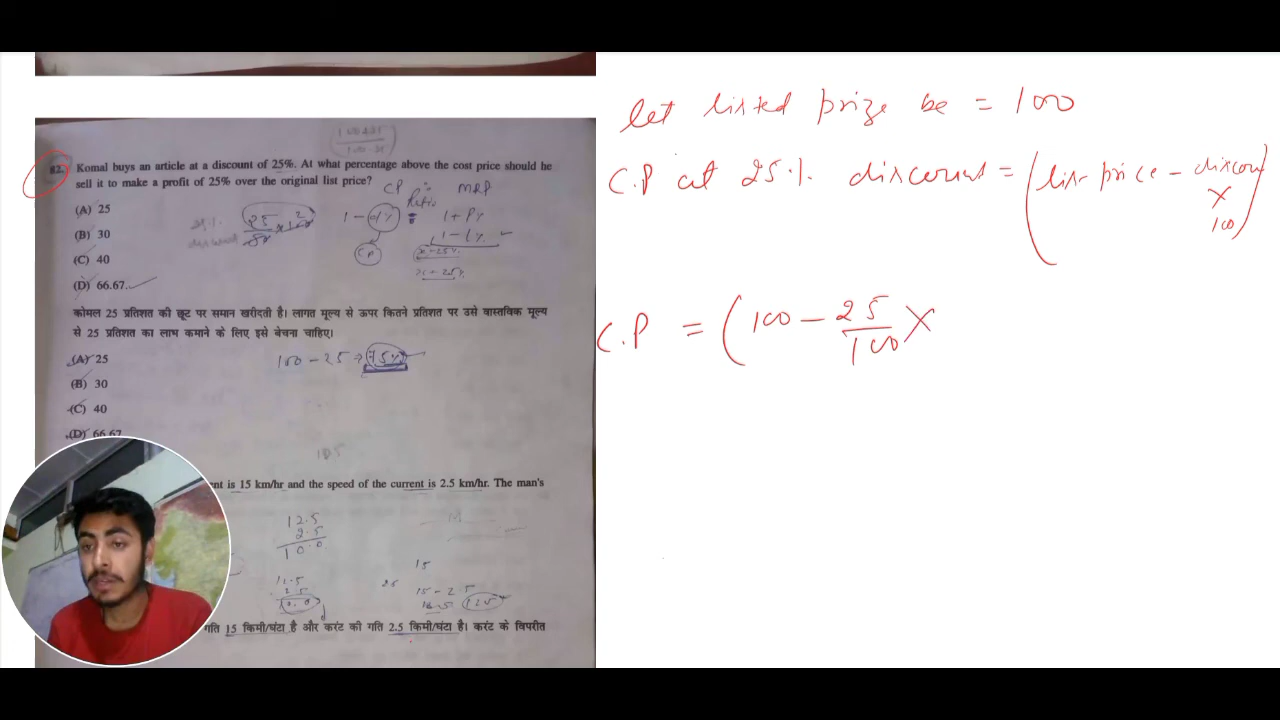 82. Komal buys an article at a discount of 25%. At what percentage above the cost price should he
sell it to make a profit of 25% over the original list price?
(A) 25
(B) 30
(C) 40
(D) 66.67
CP
MRP
Ratio
1 + P%
CP
कोमल 25 प्रतिशत की छूट पर समान खरीदती है। लागत मूल्य से ऊपर कितने प्रतिशत पर उसे वास्तविक मूल्य
से 25 प्रतिशत का लाभ कमाने के लिए इसे बेचना चाहिए।
(A) 25
(B) 30
(C) 40
(D) 66.67
100 - 25
is 15 km/hr and the speed of the current is 2.5 km/hr. The man's
12.5
2.5
10.0
15
गति 15 किमी/घंटा है और करंट की गति 2.5 किमी/घंटा है। करंट के विपरीत
let listed prize be = 100
C.P at 25% discount = (list price - discoun
X
100)
C.P = (100 - 25
100 X